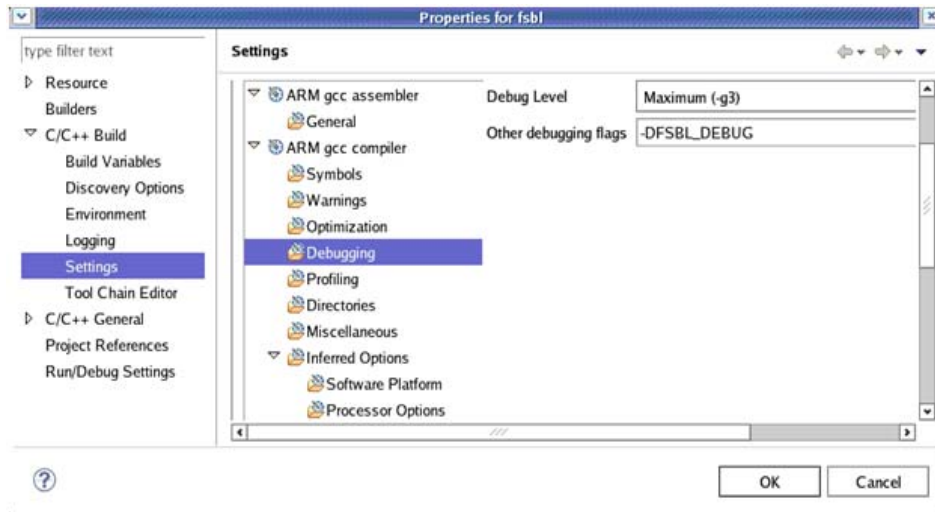 Properties for fsbl
type filter text
Resource
Builders
C/C++ Build
Build Variables
Discovery Options
Environment
Logging
Settings
Tool Chain Editor
C/C++ General
Project References
Run/Debug Settings
Settings
ARM gcc assembler
General
ARM gcc compiler
Symbols
Warnings
Optimization
Debugging
Profiling
Directories
Miscellaneous
Inferred Options
Software Platform
Processor Options
Debug Level
Maximum (-g3)
Other debugging flags
-DFSBL_DEBUG
?
OK
Cancel